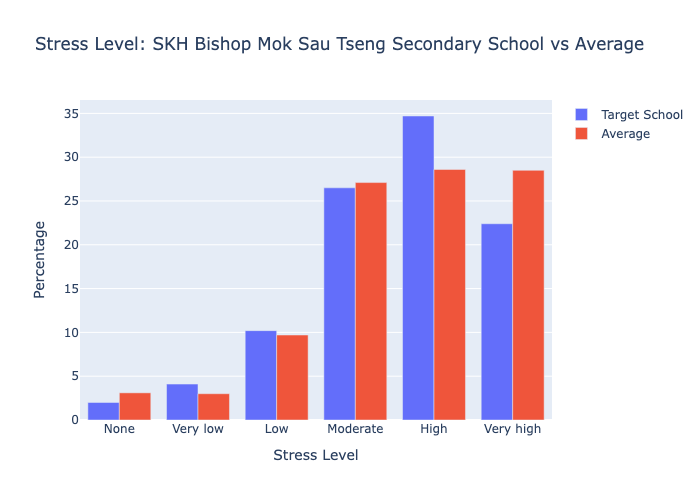 Stress Level: SKH Bishop Mok Sau Tseng Secondary School vs Average
Target School
Average
Percentage
35
30
25
20
15
10
5
0
None
Very low
Low
Moderate
High
Very high
Stress Level